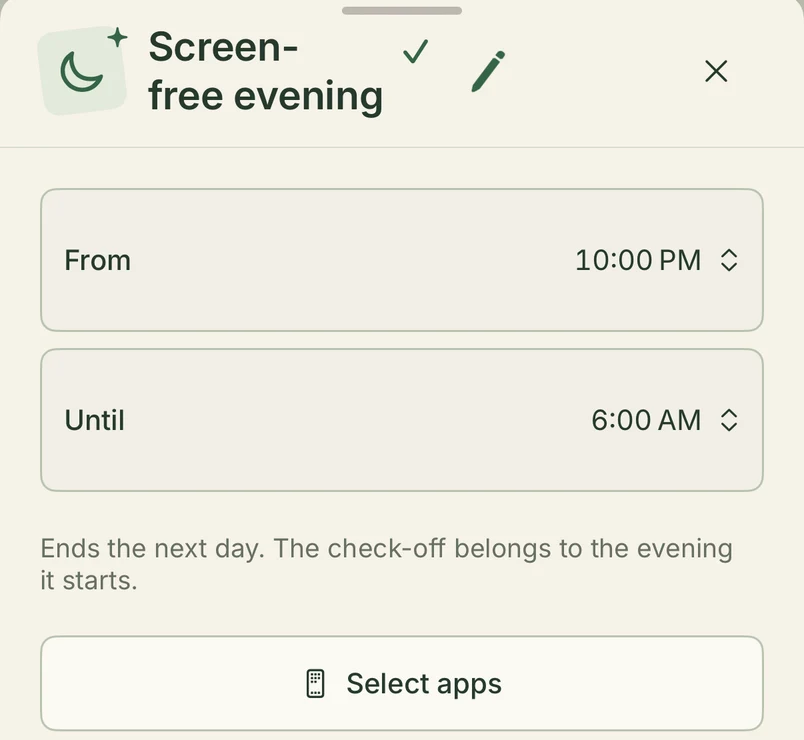 Screen-
free evening
From
10:00 PM
Until
6:00 AM
Ends the next day. The check-off belongs to the evening
it starts.
Select apps